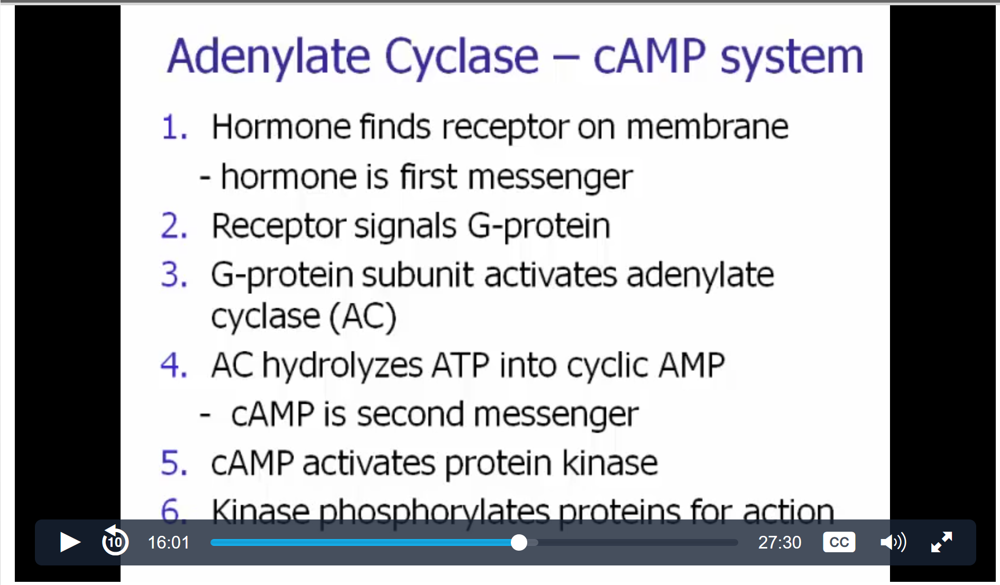 Adenylate Cyclase – cAMP system
1. Hormone finds receptor on membrane
- hormone is first messenger
2. Receptor signals G-protein
3. G-protein subunit activates adenylate
cyclase (AC)
4. AC hydrolyzes ATP into cyclic AMP
- cAMP is second messenger
5. cAMP activates protein kinase
6. Kinase phosphorylates proteins for action
10 16:01 27:30 CC